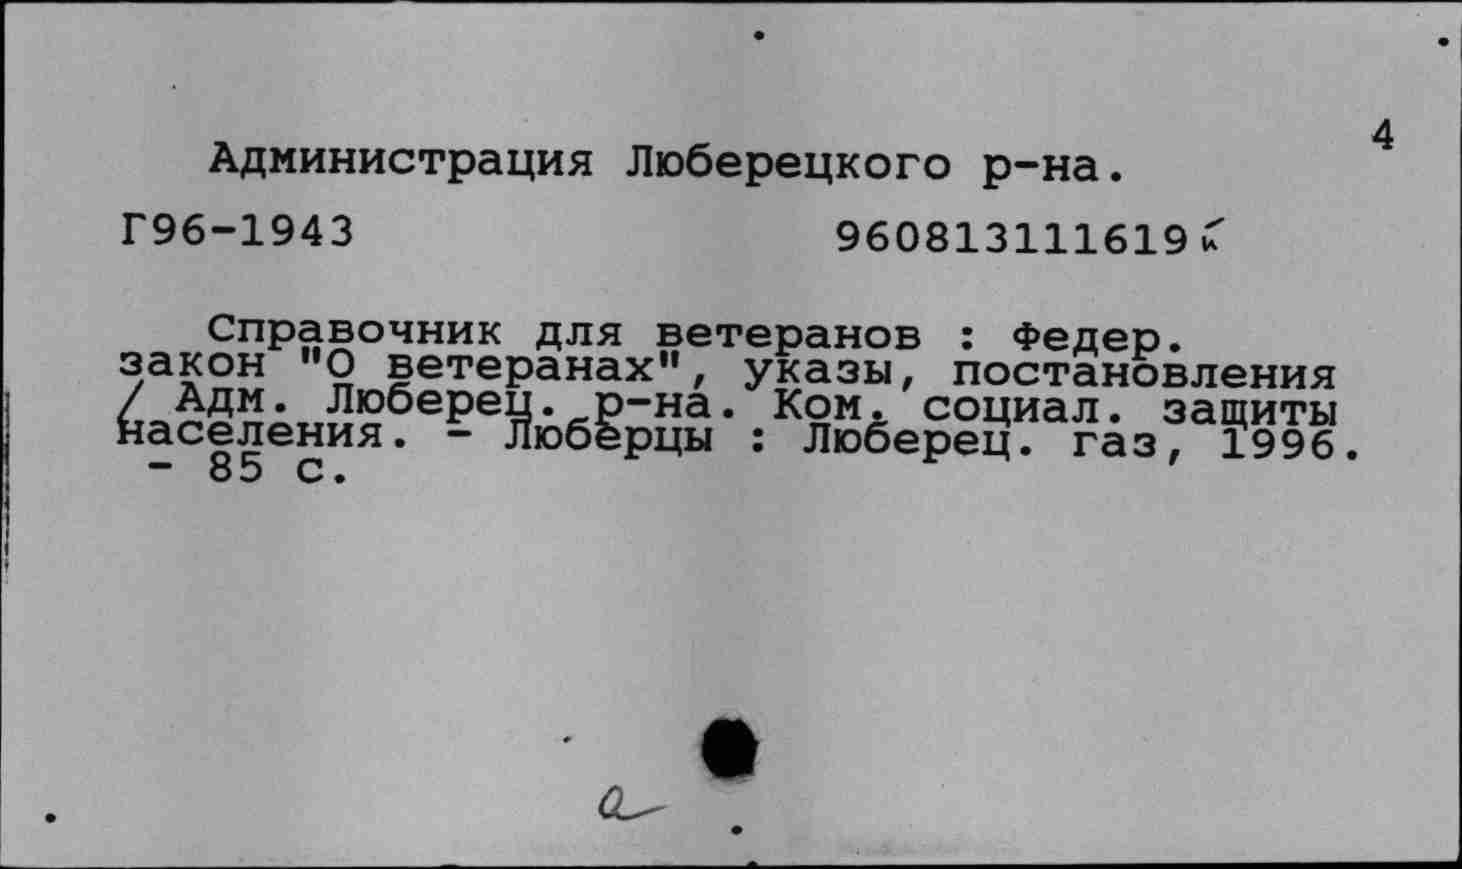 4
Администрация Люберецкого р-на.
Г96-1943 960813111619
Справочник для ветеранов : Федер.
закон "О ветеранах", указы, постановления
/ Адм. Люберец. р-на. Ком. социал. защиты
населения. - Люберцы : Люберец. газ, 1996.
- 85 с.
а